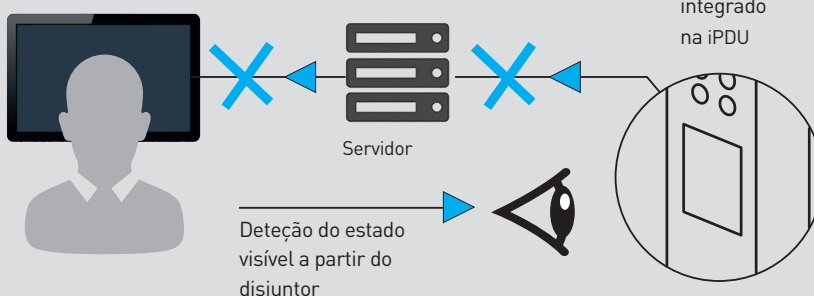 integrado
na iPDU
Servidor
Deteção do estado
visível a partir do
disjuntor